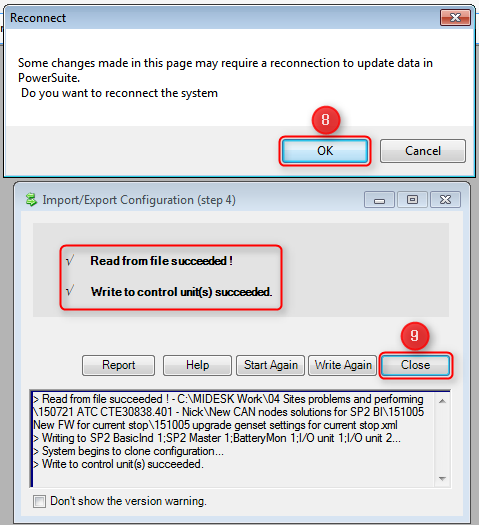 Reconnect
Some changes made in this page may require a reconnection to update data in
PowerSuite.
Do you want to reconnect the system
8
OK
Cancel
Import/Export Configuration (step 4)
√ Read from file succeeded !
√ Write to control unit(s) succeeded.
9
Report
Help
Start Again
Write Again
Close
> Read from file succeeded ! - C:\MIDESK Work\04 Sites problems and performing
\150721 ATC CTE30838.401 - Nick\New CAN nodes solutions for SP2 BI\151005
New FW for current stop\151005 upgrade genset settings for current stop.xml
> Writing to SP2 BasicInd 1;SP2 Master 1;BatteryMon 1;I/O unit 1;I/O unit 2...
> System begins to clone configuration...
> Write to control unit(s) succeeded.
Don't show the version warning.